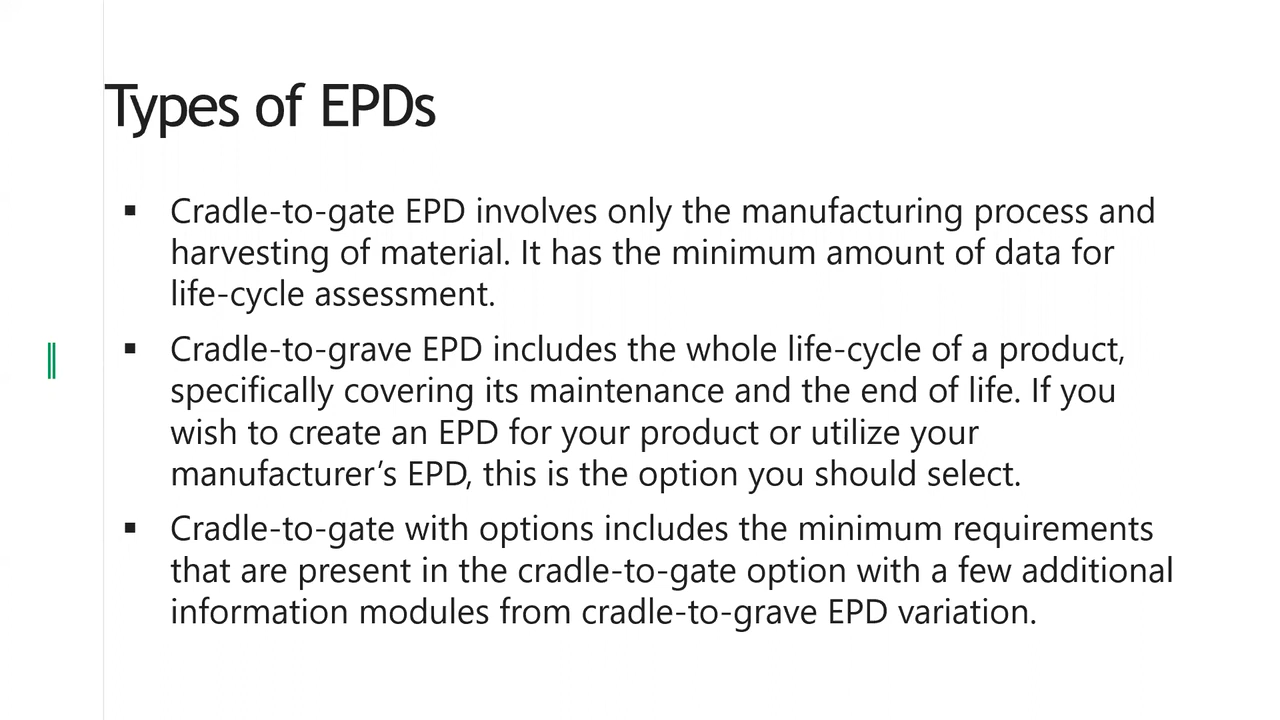 Types of EPDs
▪ Cradle-to-gate EPD involves only the manufacturing process and
harvesting of material. It has the minimum amount of data for
life-cycle assessment.
▪ Cradle-to-grave EPD includes the whole life-cycle of a product,
specifically covering its maintenance and the end of life. If you
wish to create an EPD for your product or utilize your
manufacturer’s EPD, this is the option you should select.
▪ Cradle-to-gate with options includes the minimum requirements
that are present in the cradle-to-gate option with a few additional
information modules from cradle-to-grave EPD variation.